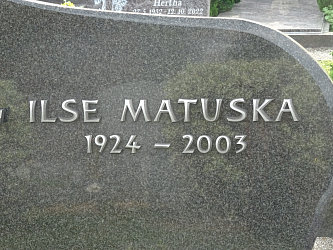 Hertha
ILSE MATUSKA
1924 – 2003